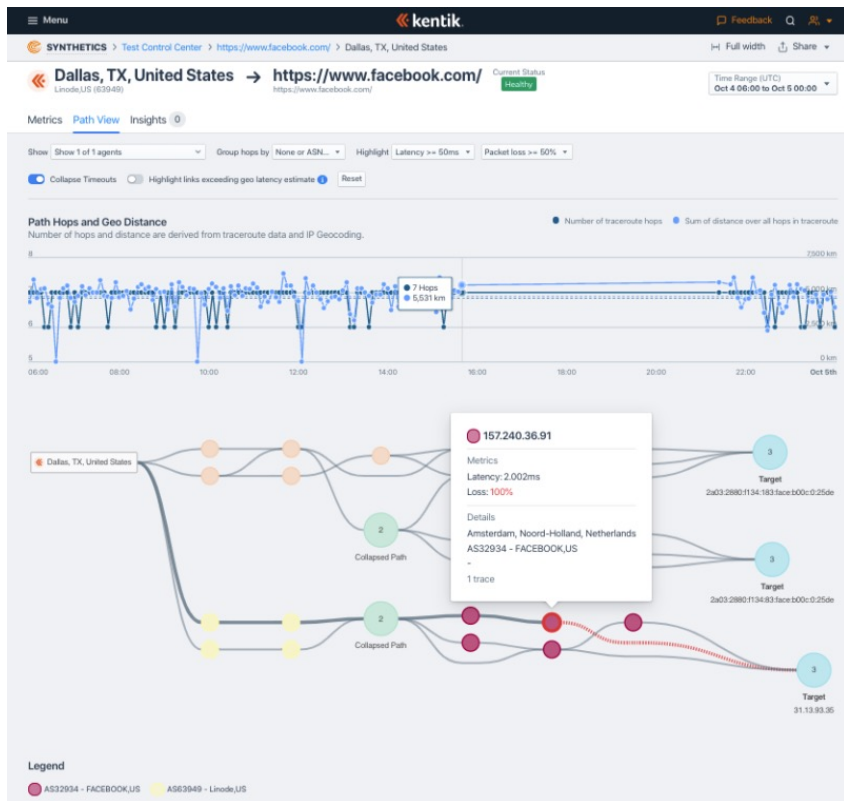 Menu
kentik.
Feedback
SYNTHETICS > Test Control Center > https://www.facebook.com/ > Dallas, TX, United States
Full width
Share
Dallas, TX, United States → https://www.facebook.com/
Linode,US (63949)
https://www.facebook.com/
Current Status
Healthy
Time Range (UTC)
Oct 4 06:00 to Oct 5 00:00
Metrics Path View Insights 0
Show Show 1 of 1 agents Group hops by None or ASN... Highlight Latency >= 50ms Packet loss >= 50%
Collapse Timeouts Highlight links exceeding geo latency estimate Reset
Path Hops and Geo Distance
Number of hops and distance are derived from traceroute data and IP Geocoding.
Number of traceroute hops Sum of distance over all hops in traceroute
8 7,500 km
7 Hops
5,531 km
6
5 0 km
06:00 08:00 10:00 12:00 14:00 16:00 18:00 20:00 22:00 Oct 5th
Dallas, TX, United States
157.240.36.91
Metrics
Latency: 2.002ms
Loss: 100%
Details
Amsterdam, Noord-Holland, Netherlands
AS32934 - FACEBOOK,US
-
1 trace
3
Target
2a03:2880:f134:183:face:b00c:0:25de
2
Collapsed Path
3
Target
2a03:2880:f134:83:face:b00c:0:25de
2
Collapsed Path
3
Target
31.13.93.35
Legend
AS32934 - FACEBOOK,US AS63949 - Linode,US